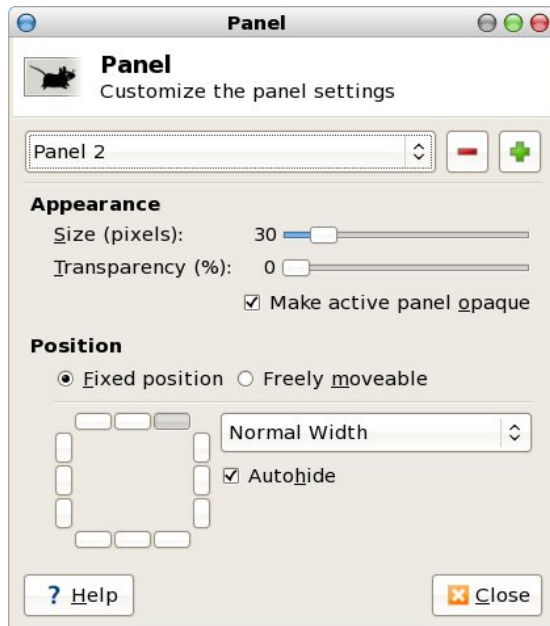 Panel
Panel
Customize the panel settings
Panel 2
Appearance
Size (pixels): 30
Transparency (%): 0
Make active panel opaque
Position
Fixed position Freely moveable
Normal Width
Autohide
? Help Close